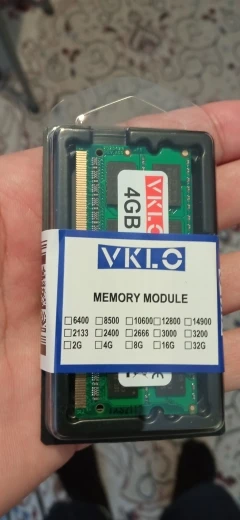 VKLO
4GB
VKLO
MEMORY MODULE
6400 8500 10600 12800 14900
2133 2400 2666 3000 3200
2G 4G 8G 16G 32G